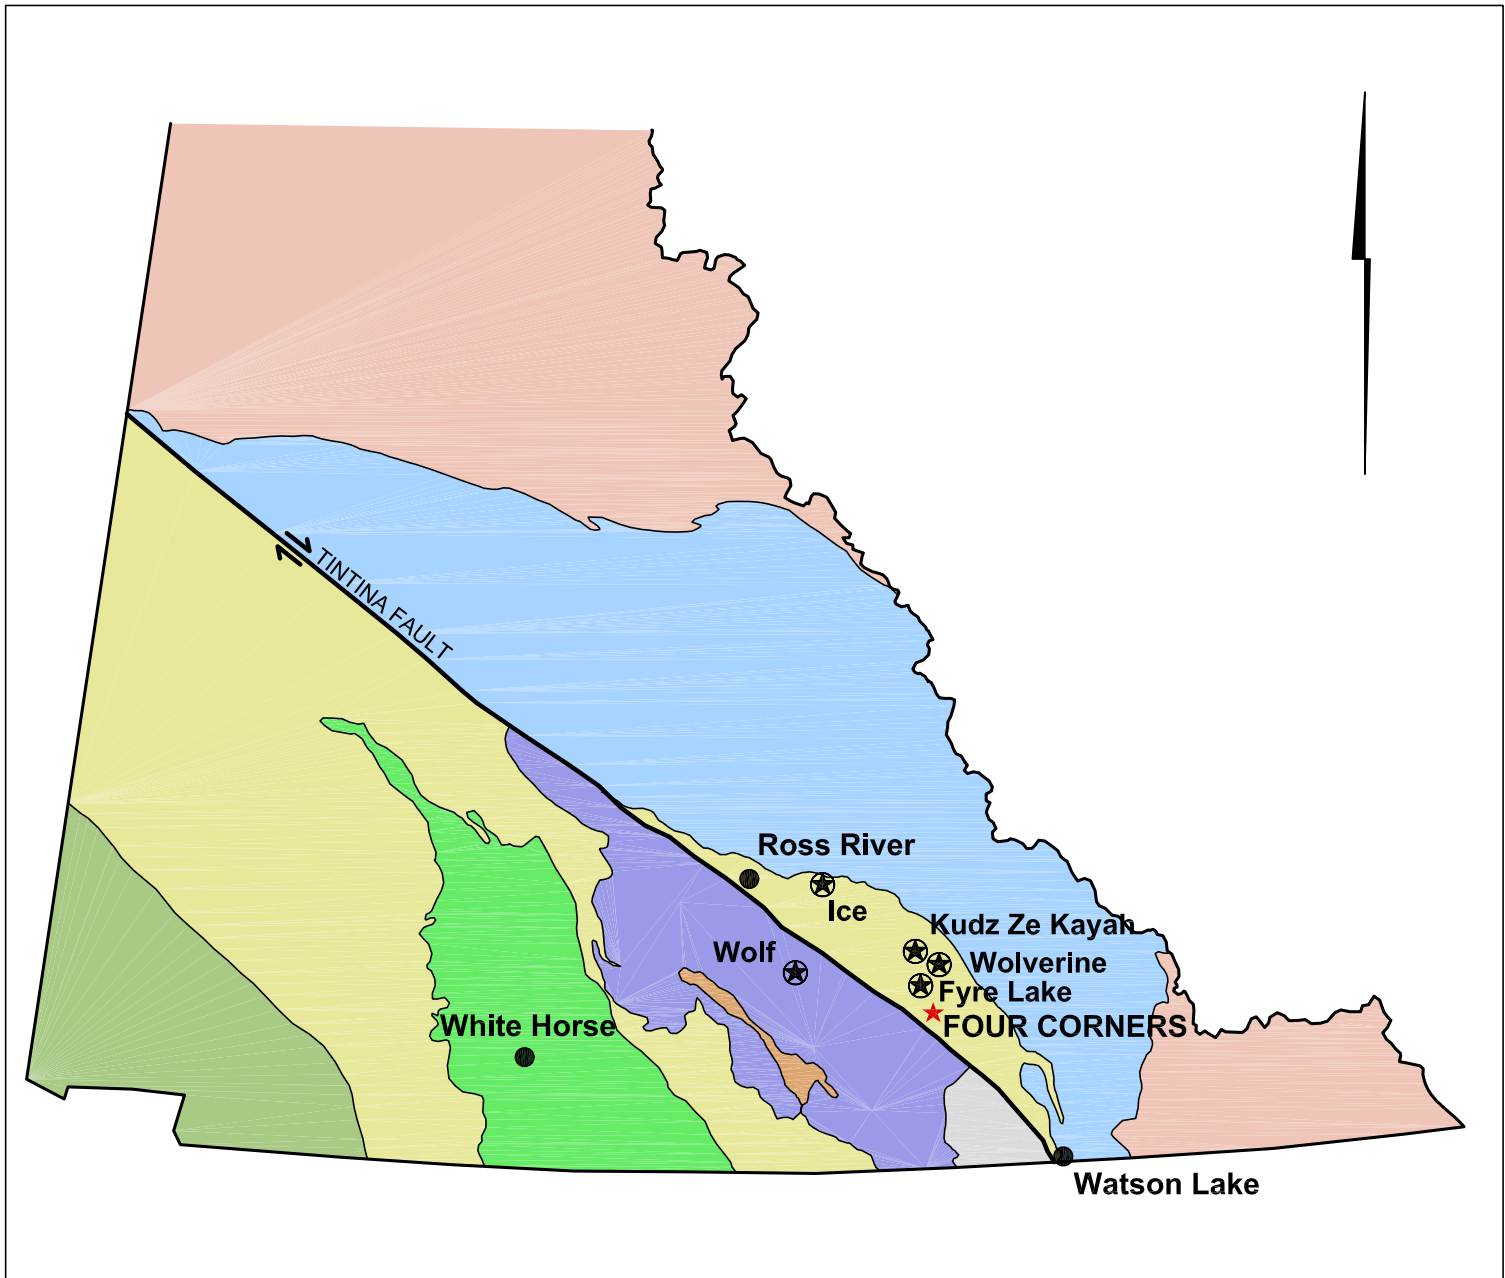 TINTINA FAULT
Ross River
Ice
Kudz Ze Kayah
Wolf
Wolverine
Fyre Lake
White Horse
FOUR CORNERS
Watson Lake